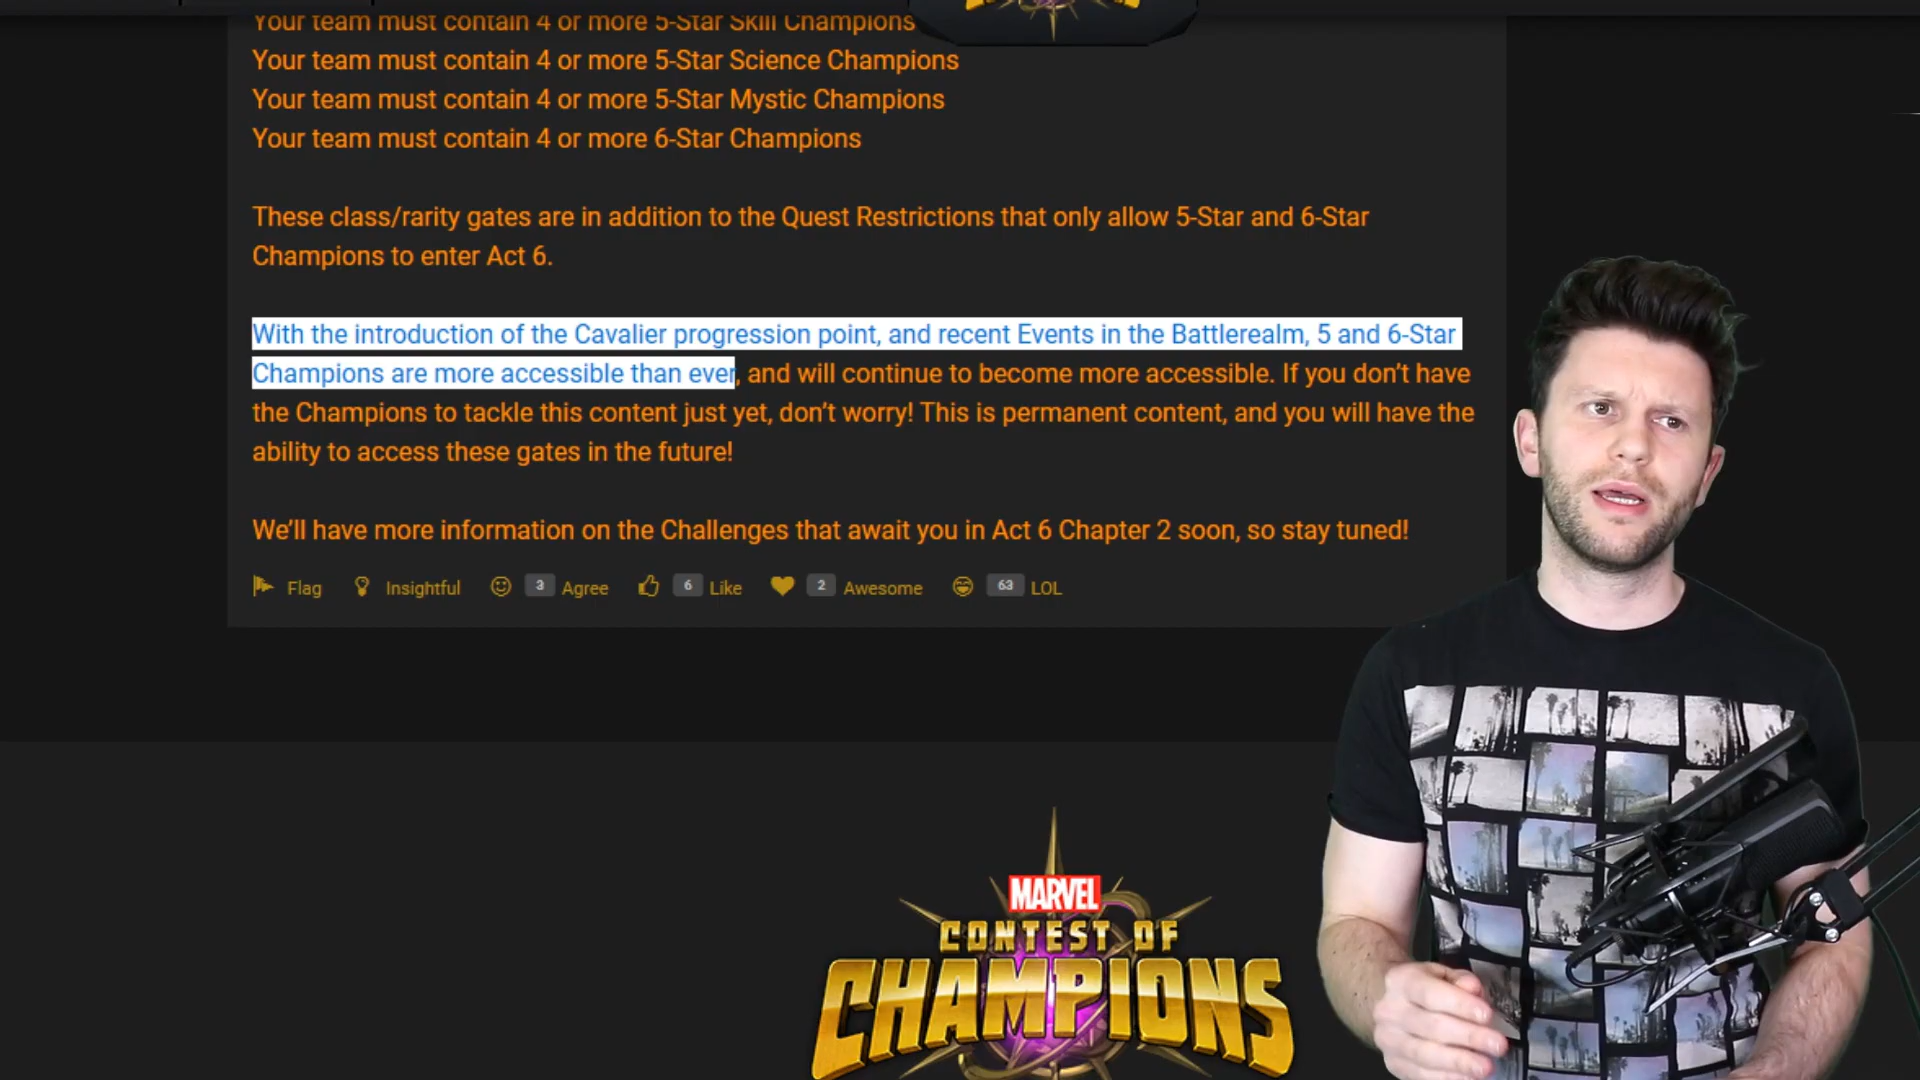 Your team must contain 4 or more 5-Star Skill Champions
Your team must contain 4 or more 5-Star Science Champions
Your team must contain 4 or more 5-Star Mystic Champions
Your team must contain 4 or more 6-Star Champions
These class/rarity gates are in addition to the Quest Restrictions that only allow 5-Star and 6-Star
Champions to enter Act 6.
With the introduction of the Cavalier progression point, and recent Events in the Battlerealm, 5 and 6-Star
Champions are more accessible than ever, and will continue to become more accessible. If you don't have
the Champions to tackle this content just yet, don't worry! This is permanent content, and you will have the
ability to access these gates in the future!
We'll have more information on the Challenges that await you in Act 6 Chapter 2 soon, so stay tuned!
Flag Insightful 3 Agree 6 Like 2 Awesome 63 LOL
MARVEL
CONTEST OF
CHAMPIONS